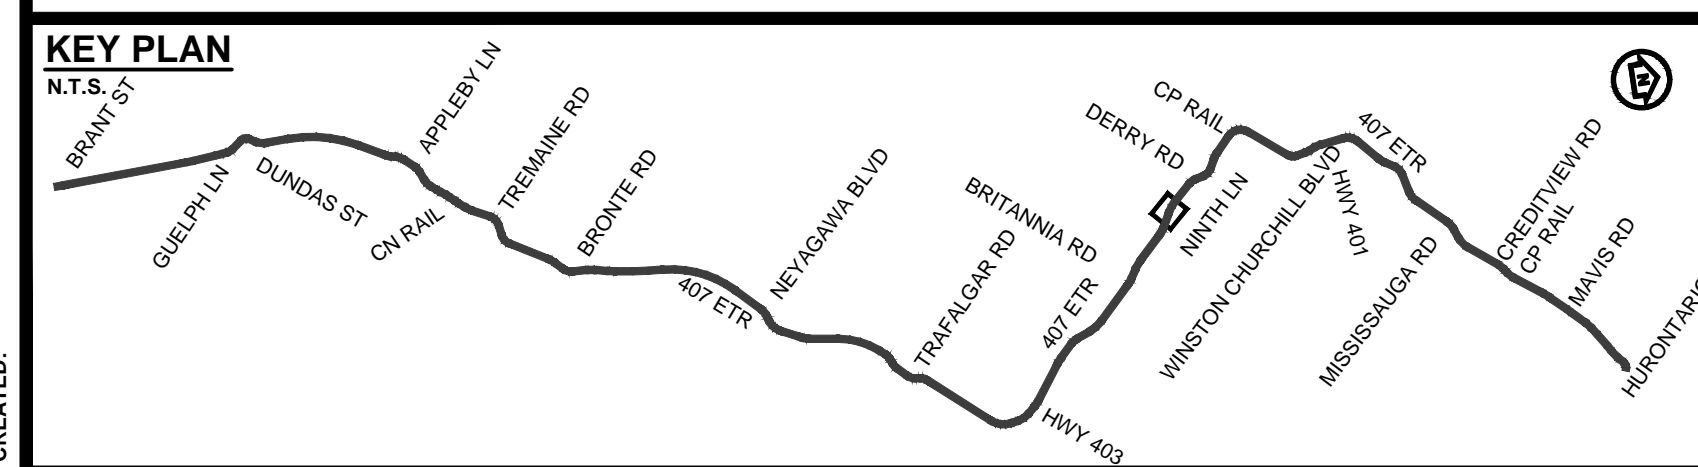 KEY PLAN
N.T.S.
BRANT ST
GUELPH LN
DUNDAS ST
CN RAIL
APPLEBY LN
TREMAINE RD
BRONTE RD
407 ETR
NEYAGAWA BLVD
TRAFALGAR RD
HWY 403
407 ETR
BRITANNIA RD
DERRY RD
NINTH LN
CP RAIL
WINSTON CHURCHILL BLVD
HWY 401
407 ETR
MISSISSAUGA RD
CREDITVIEW RD
CP RAIL
MAVIS RD
HURONTARIO
N
CREATED: